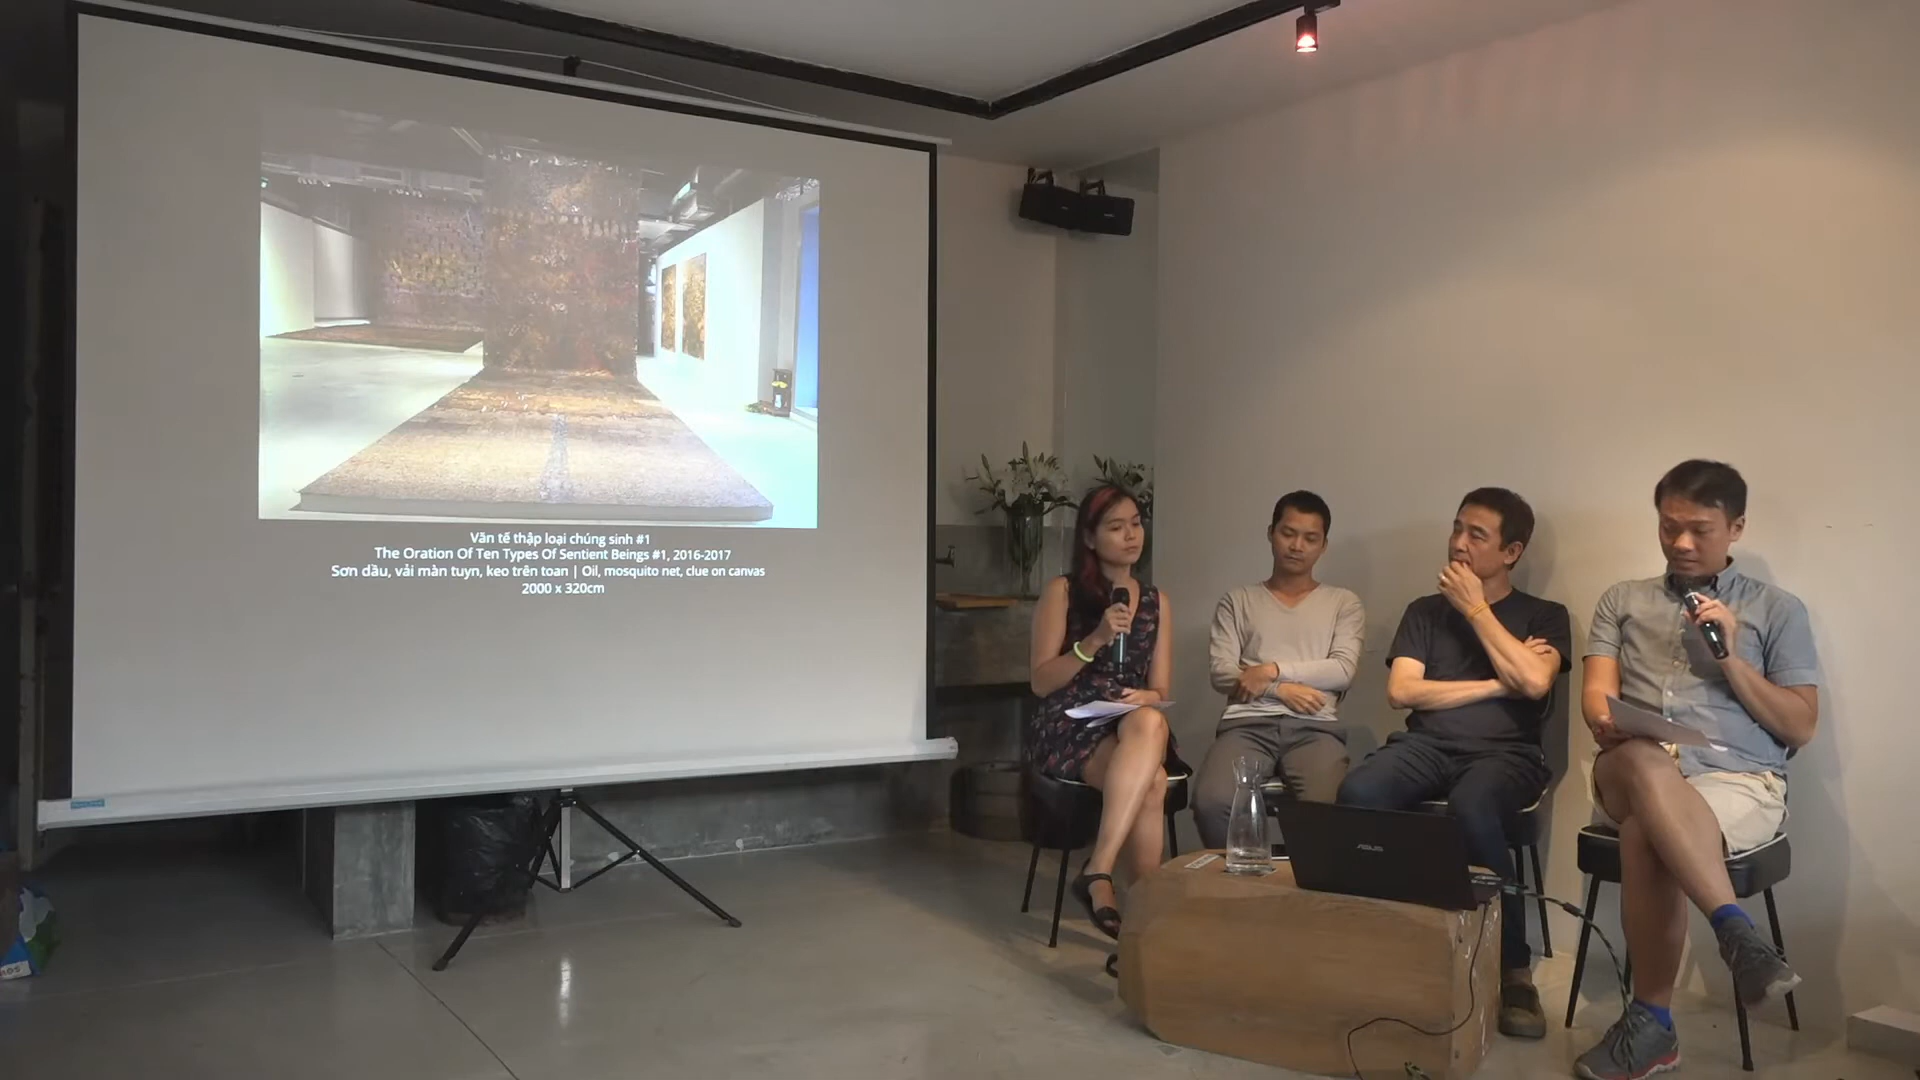 Văn tế thập loại chúng sinh #1
The Oration Of Ten Types Of Sentient Beings #1, 2016-2017
Sơn dầu, vải màn tuyn, keo trên toan | Oil, mosquito net, clue on canvas
2000 x 320cm
ASUS